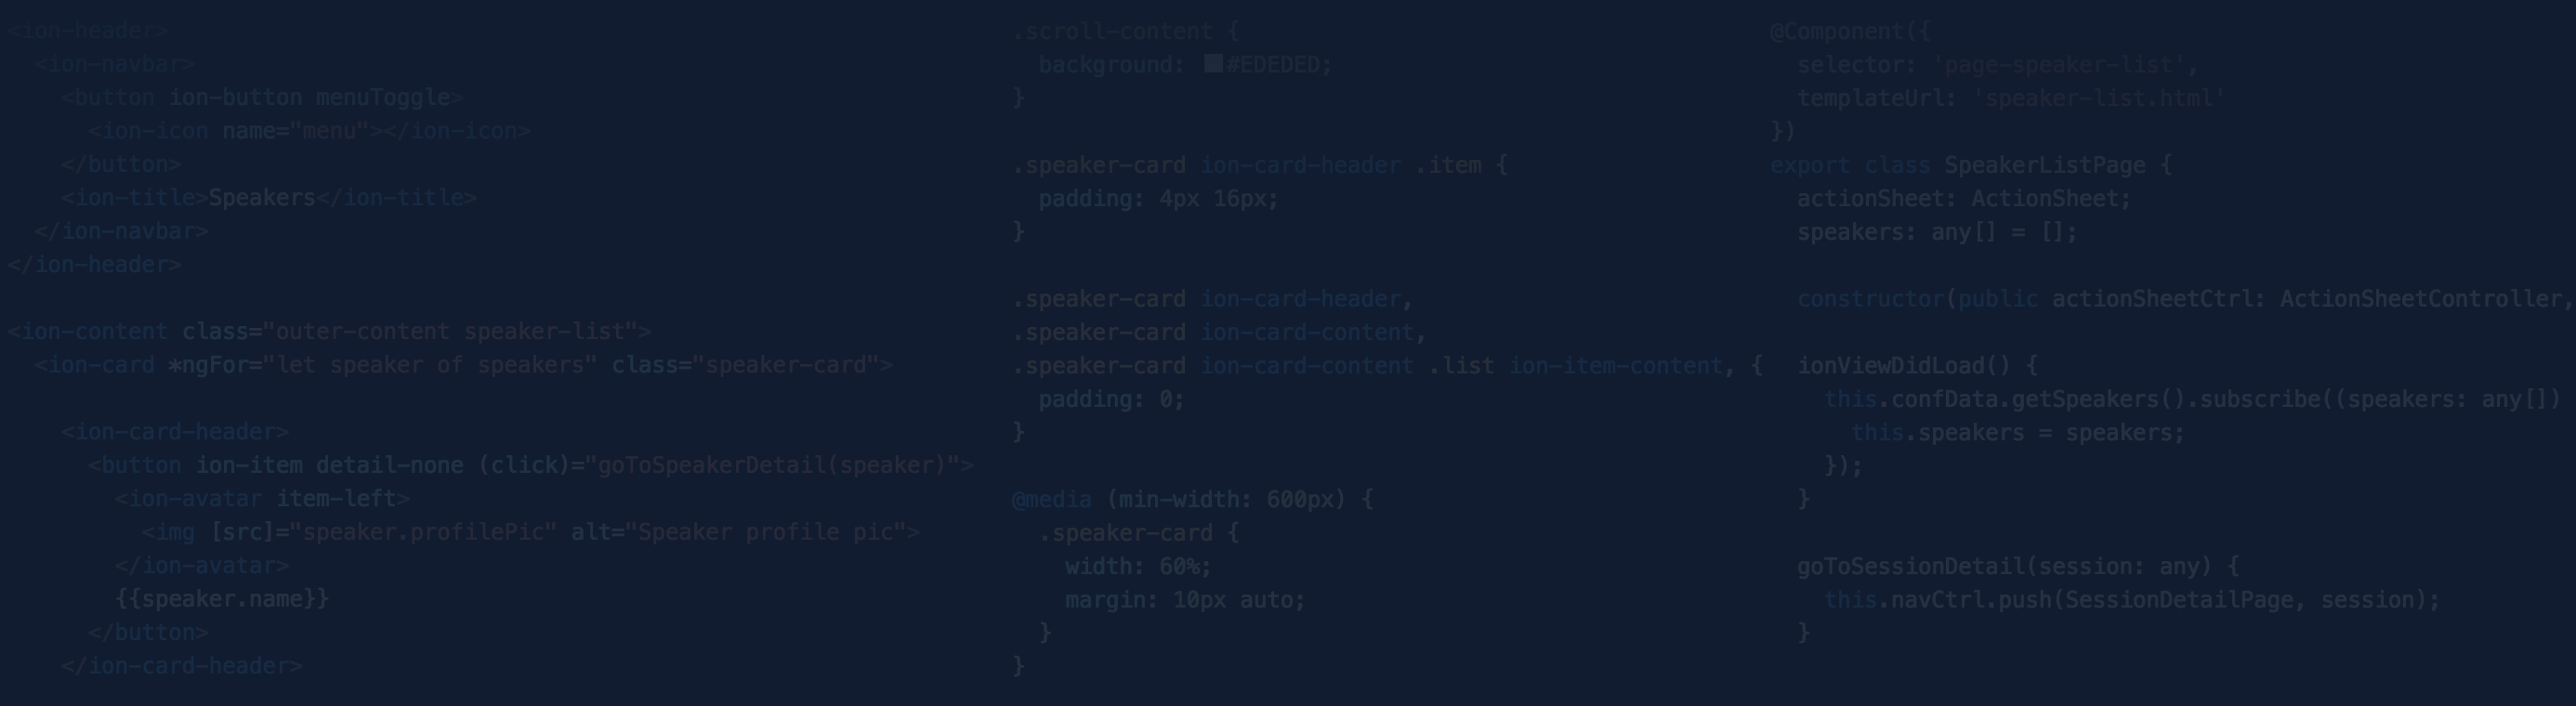 <ion-header>
  <ion-navbar>
    <button ion-button menuToggle>
      <ion-icon name="menu"></ion-icon>
    </button>
    <ion-title>Speakers</ion-title>
  </ion-navbar>
</ion-header>

<ion-content class="outer-content speaker-list">
  <ion-card *ngFor="let speaker of speakers" class="speaker-card">

    <ion-card-header>
      <button ion-item detail-none (click)="goToSpeakerDetail(speaker)">
        <ion-avatar item-left>
          <img [src]="speaker.profilePic" alt="Speaker profile pic">
        </ion-avatar>
        {{speaker.name}}
      </button>
    </ion-card-header>

.scroll-content {
  background: #EDEDED;
}

.speaker-card ion-card-header .item {
  padding: 4px 16px;
}

.speaker-card ion-card-header,
.speaker-card ion-card-content,
.speaker-card ion-card-content .list ion-item-content, {
  padding: 0;
}

@media (min-width: 600px) {
  .speaker-card {
    width: 60%;
    margin: 10px auto;
  }
}

@Component({
  selector: 'page-speaker-list',
  templateUrl: 'speaker-list.html'
})
export class SpeakerListPage {
  actionSheet: ActionSheet;
  speakers: any[] = [];

  constructor(public actionSheetCtrl: ActionSheetController,

  ionViewDidLoad() {
    this.confData.getSpeakers().subscribe((speakers: any[])
      this.speakers = speakers;
    });
  }

  goToSessionDetail(session: any) {
    this.navCtrl.push(SessionDetailPage, session);
  }